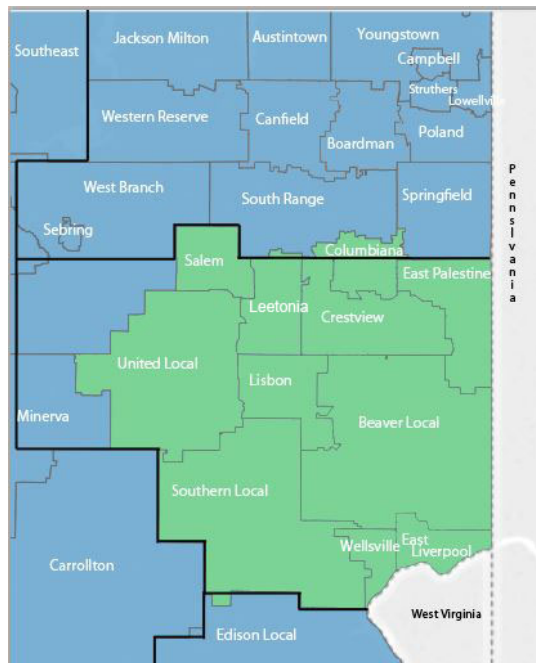 Southeast
Jackson Milton
Austintown
Youngstown
Campbell
Struthers
Lowellville
Western Reserve
Canfield
Boardman
Poland
West Branch
South Range
Springfield
Sebring
Salem
Columbiana
East Palestine
Leetonia
Crestview
United Local
Lisbon
Minerva
Beaver Local
Southern Local
Wellsville
East
Liverpool
Carrollton
West Virginia
Edison Local
Pennslvania